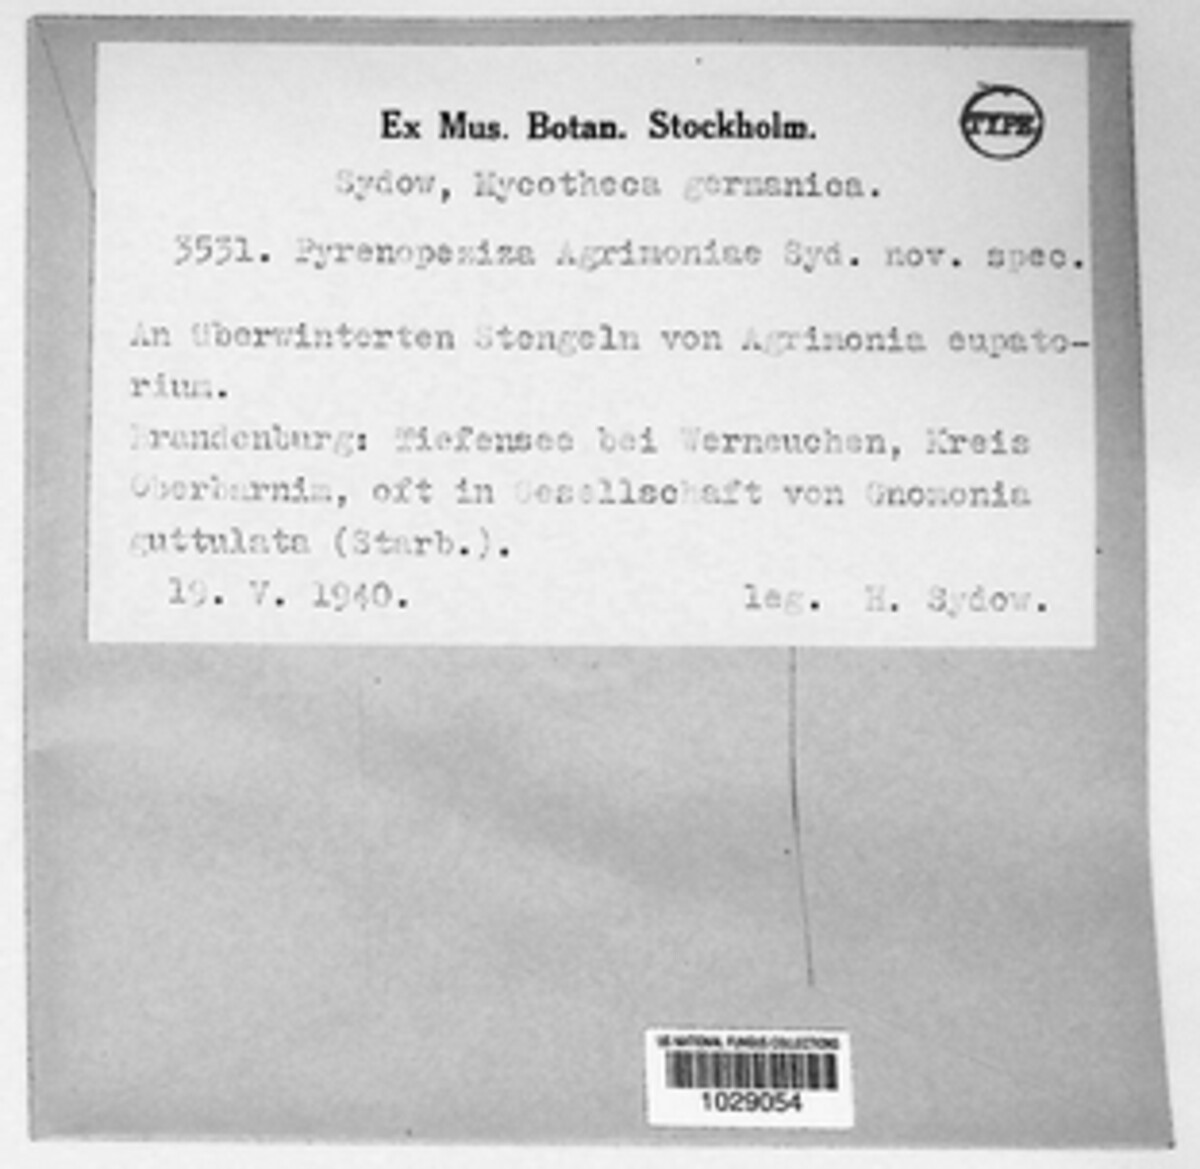 Ex Mus. Botan. Stockholm.
TYPE
Sydow, Mycotheca germanica.
3531. Pyrenopeziza Agrimoniae Syd. nov. spec.
An überwinterten Stengeln von Agrimonia eupato-
rium.
Brandenburg: Tiefensee bei Werneuchen, Kreis
Oberbarnim, oft in Gesellschaft von Gnomonia
guttulata (Starb.).
19. V. 1940. leg. H. Sydow.
US NATIONAL FUNGUS COLLECTIONS
1029054